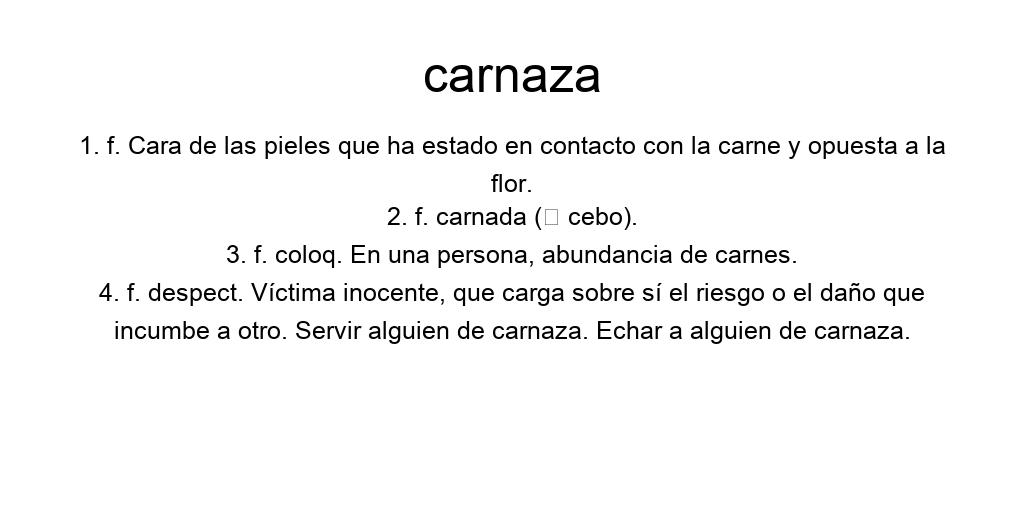 carnaza
1. f. Cara de las pieles que ha estado en contacto con la carne y opuesta a la
flor.
2. f. carnada (□ cebo).
3. f. coloq. En una persona, abundancia de carnes.
4. f. despect. Víctima inocente, que carga sobre sí el riesgo o el daño que
incumbe a otro. Servir alguien de carnaza. Echar a alguien de carnaza.